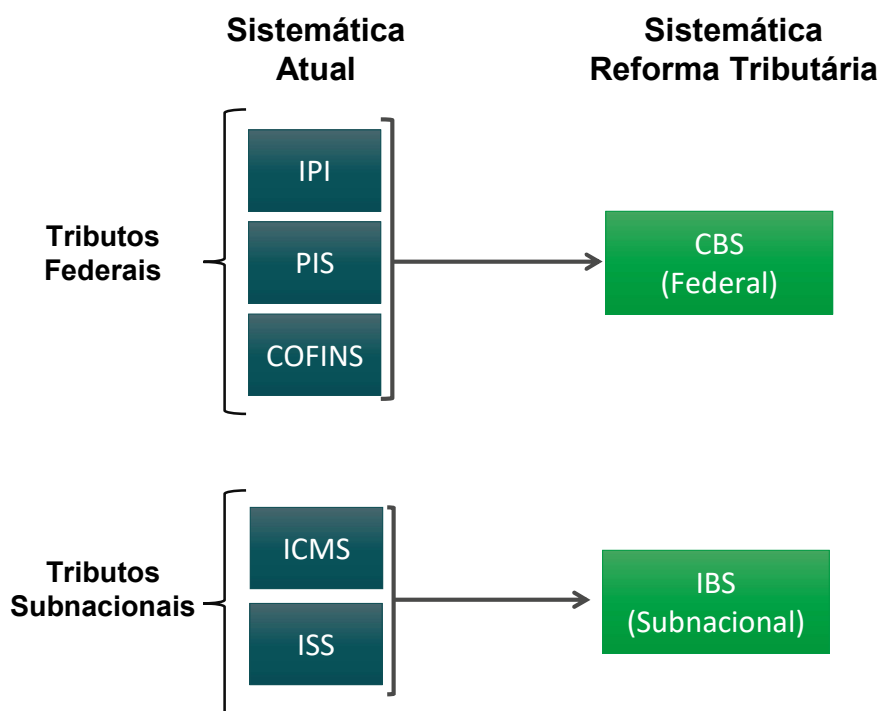 Sistemática
Atual
Sistemática
Reforma Tributária
Tributos
Federais
IPI
PIS
COFINS
CBS
(Federal)
Tributos
Subnacionais
ICMS
ISS
IBS
(Subnacional)